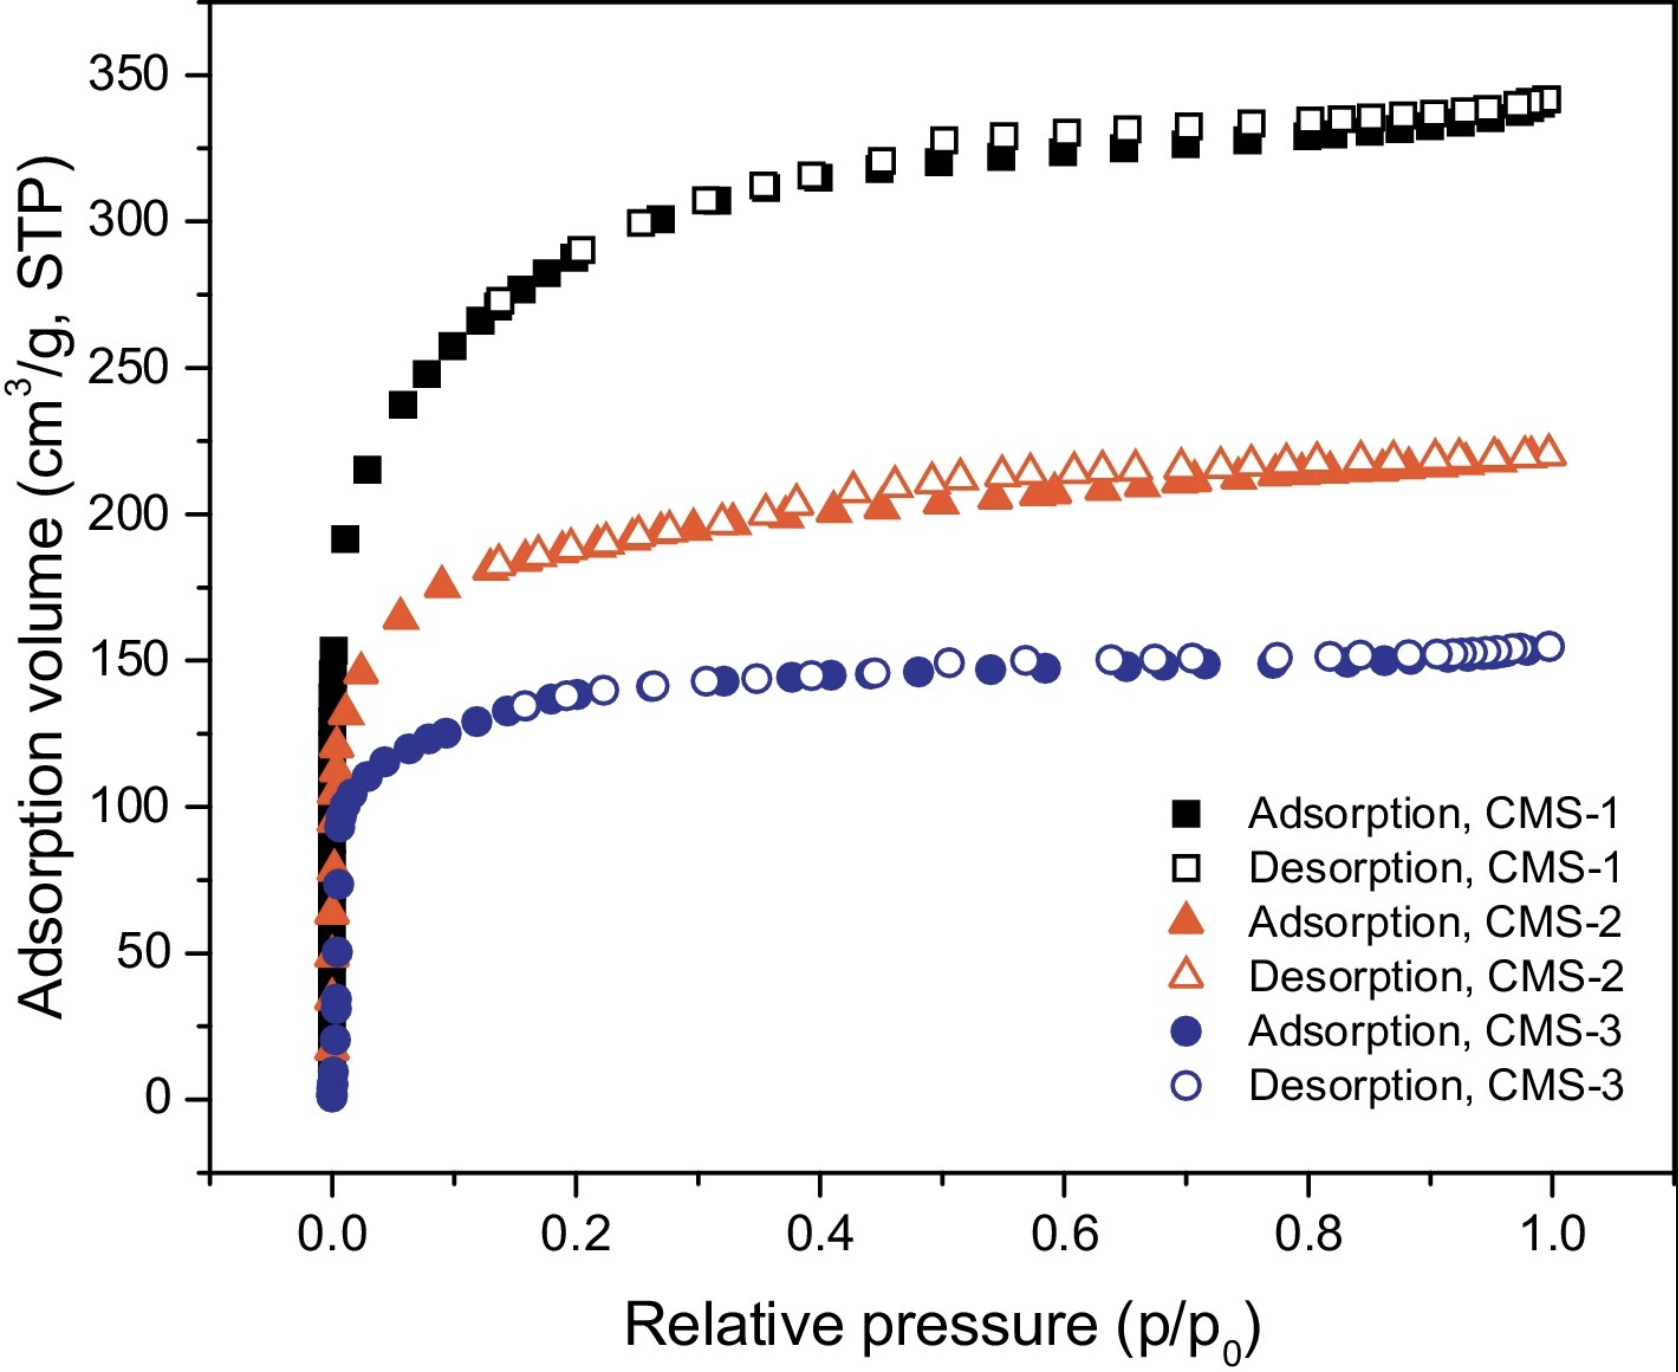 Adsorption volume (cm³/g, STP)
350
300
250
200
150
100
50
0
Adsorption, CMS-1
Desorption, CMS-1
Adsorption, CMS-2
Desorption, CMS-2
Adsorption, CMS-3
Desorption, CMS-3
0.0 0.2 0.4 0.6 0.8 1.0
Relative pressure (p/p₀)